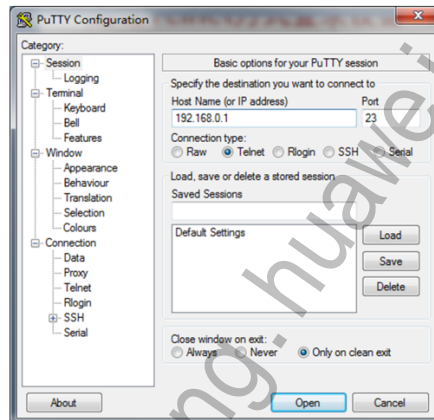 PuTTY Configuration
Category:
Session
Logging
Terminal
Keyboard
Bell
Features
Window
Appearance
Behaviour
Translation
Selection
Colours
Connection
Data
Proxy
Telnet
Rlogin
SSH
Serial
Basic options for your PuTTY session
Specify the destination you want to connect to
Host Name (or IP address) Port
192.168.0.1 23
Connection type:
Raw Telnet Rlogin SSH Serial
Load, save or delete a stored session
Saved Sessions
Default Settings
Load
Save
Delete
Close window on exit:
Always Never Only on clean exit
About Open Cancel
ng.huawei